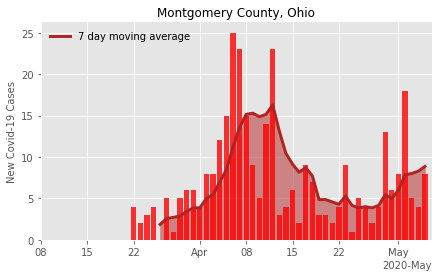 Montgomery County, Ohio
7 day moving average
New Covid-19 Cases
25
20
15
10
5
0
08 15 22 Apr 08 15 22 May
2020-May